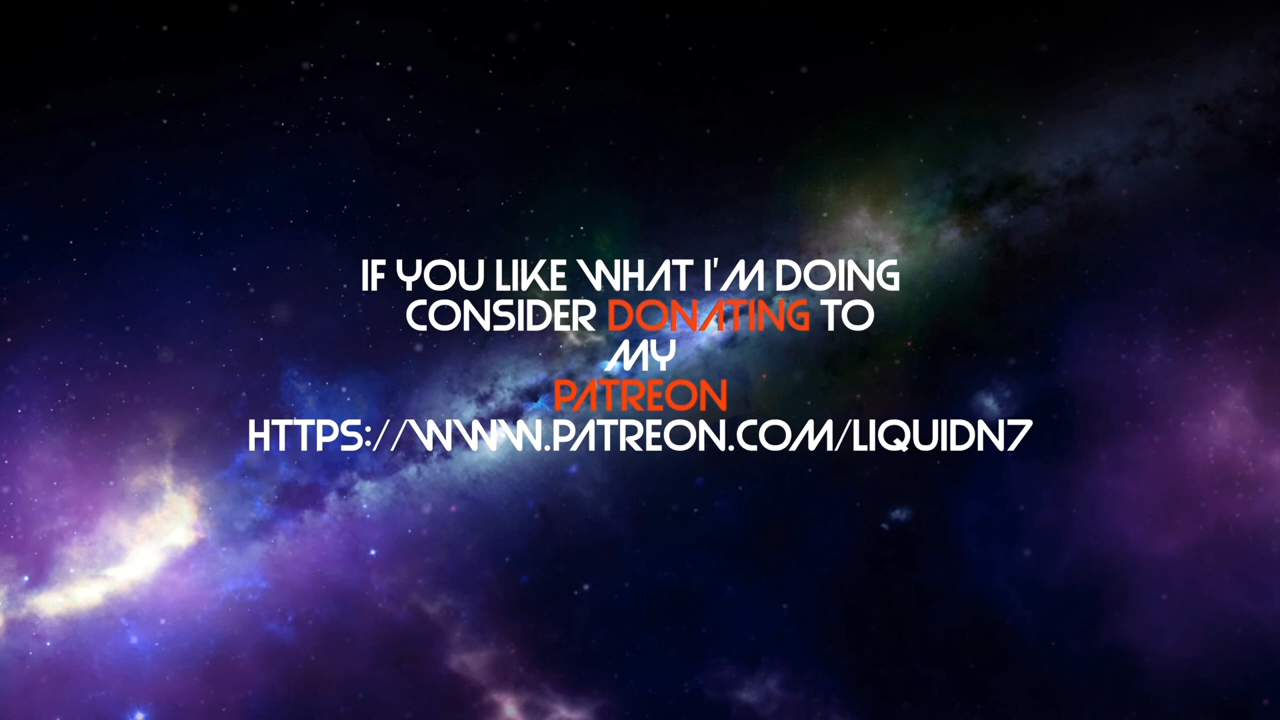 IF YOU LIKE WHAT I'M DOING
CONSIDER DONATING TO
MY
PATREON
HTTPS://WWW.PATREON.COM/LIQUIDN7